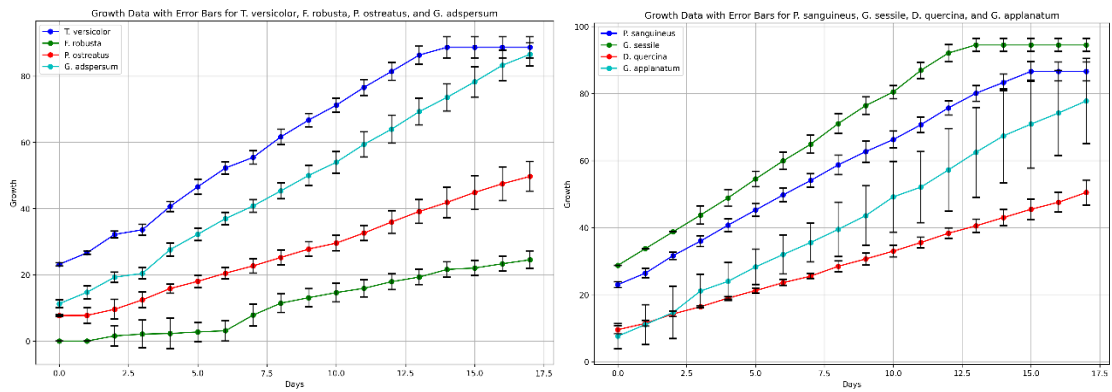 Growth Data with Error Bars for T. versicolor, F. robusta, P. ostreatus, and G. adspersum
T. versicolor
F. robusta
P. ostreatus
G. adspersum
80
60
40
20
0
Growth
0.0 2.5 5.0 7.5 10.0 12.5 15.0 17.5
Days
Growth Data with Error Bars for P. sanguineus, G. sessile, D. quercina, and G. applanatum
P. sanguineus
G. sessile
D. quercina
G. applanatum
100
80
60
40
20
0
Growth
0.0 2.5 5.0 7.5 10.0 12.5 15.0 17.5
Days